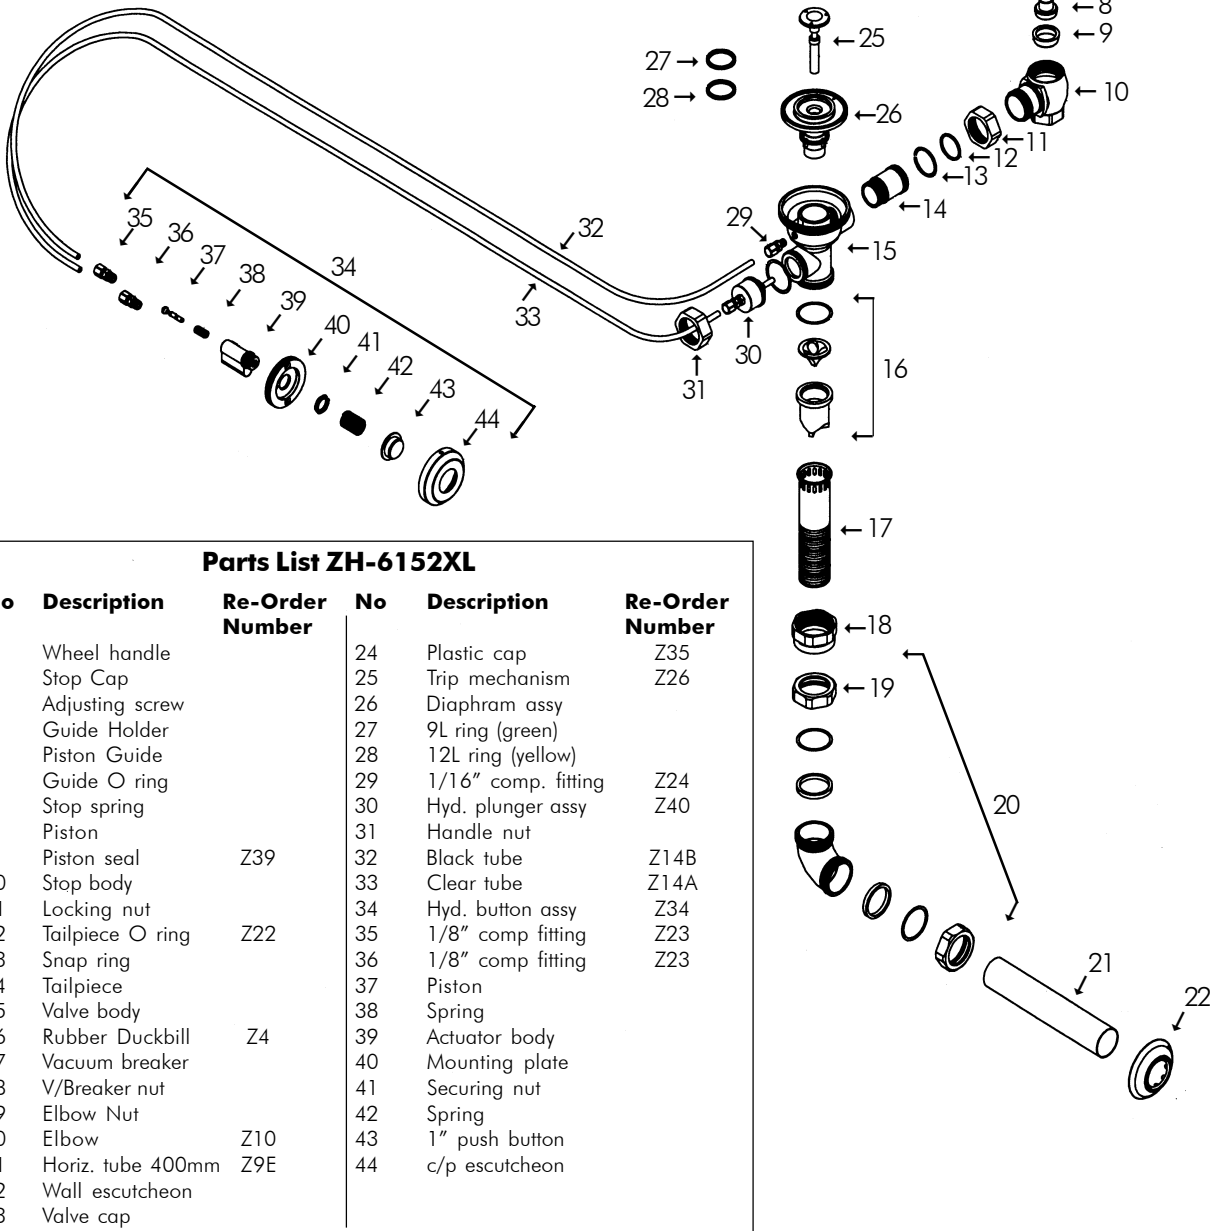 8
9
25
27
28
10
26
11
12
13
14
29
15
32
35
36
37
34
38
39
33
40
30
41
16
42
31
43
44
17
Parts List ZH-6152XL
o Description Re-Order Number No Description Re-Order Number
Wheel handle 24 Plastic cap Z35
Stop Cap 25 Trip mechanism Z26
Adjusting screw 26 Diaphram assy
Guide Holder 27 9L ring (green)
Piston Guide 28 12L ring (yellow)
Guide O ring 29 1/16" comp. fitting Z24
Stop spring 30 Hyd. plunger assy Z40
Piston 31 Handle nut
Piston seal Z39 32 Black tube Z14B
0 Stop body 33 Clear tube Z14A
1 Locking nut 34 Hyd. button assy Z34
2 Tailpiece O ring Z22 35 1/8" comp fitting Z23
3 Snap ring 36 1/8" comp fitting Z23
4 Tailpiece 37 Piston
5 Valve body 38 Spring
6 Rubber Duckbill Z4 39 Actuator body
7 Vacuum breaker 40 Mounting plate
8 V/Breaker nut 41 Securing nut
9 Elbow Nut 42 Spring
0 Elbow Z10 43 1" push button
1 Horiz. tube 400mm Z9E 44 c/p escutcheon
2 Wall escutcheon
3 Valve cap
18
19
20
21
22